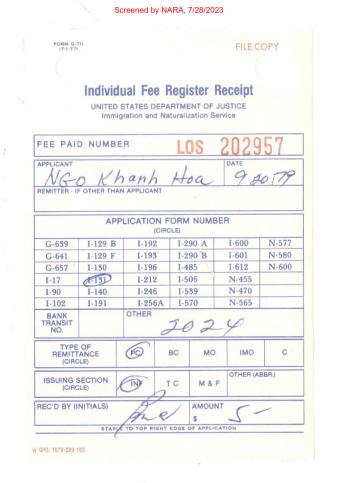 Screened by NARA, 7/28/2023
FORM G-711
(7-1-77)
FILE COPY
Individual Fee Register Receipt
UNITED STATES DEPARTMENT OF JUSTICE
Immigration and Naturalization Service
FEE PAID NUMBER LOS 202957
APPLICANT DATE
NGO Khanh Hoa 9 20 79
REMITTER - IF OTHER THAN APPLICANT
APPLICATION FORM NUMBER
(CIRCLE)
G-639 I-129 B I-192 I-290 A I-600 N-577
G-641 I-129 F I-193 I-290 B I-601 N-580
G-657 I-130 I-196 I-485 I-612 N-600
I-17 I-131 I-212 I-506 N-455
I-90 I-140 I-246 I-539 N-470
I-102 I-191 I-256A I-570 N-565
BANK TRANSIT NO. OTHER
2024
TYPE OF REMITTANCE (CIRCLE) PC BC MO IMO C
ISSUING SECTION (CIRCLE) INF T C M & F OTHER (ABBR.)
REC'D BY (INITIALS) AMOUNT
$ 5 -
STAPLE TO TOP RIGHT EDGE OF APPLICATION
GPO: 1978-289-195